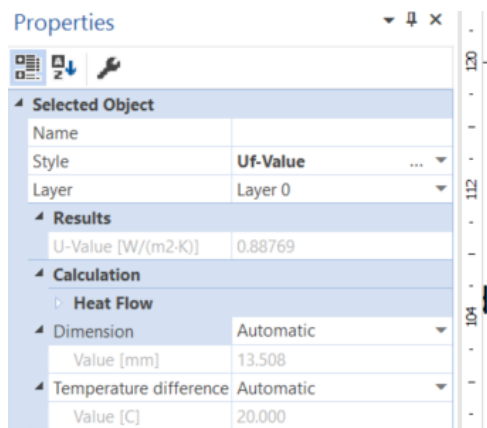 Properties
Selected Object
Name
Style Uf-Value ...
Layer Layer 0
Results
U-Value [W/(m2·K)] 0.88769
Calculation
Heat Flow
Dimension Automatic
Value [mm] 13.508
Temperature difference Automatic
Value [C] 20.000
120
112
104